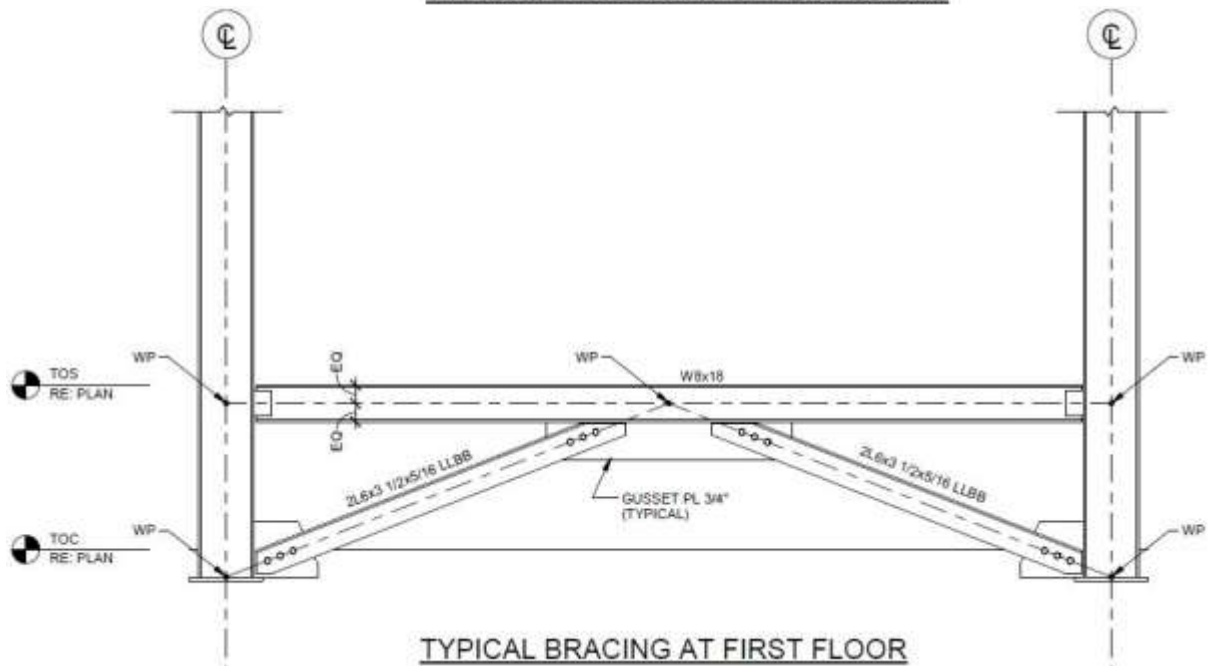 ℄
℄
WP
EQ
WP
WP
TOS
RE: PLAN
W8x18
EQ
2L6x3 1/2x5/16 LLBB
2L6x3 1/2x5/16 LLBB
GUSSET PL 3/4"
(TYPICAL)
WP
WP
TOC
RE: PLAN
TYPICAL BRACING AT FIRST FLOOR